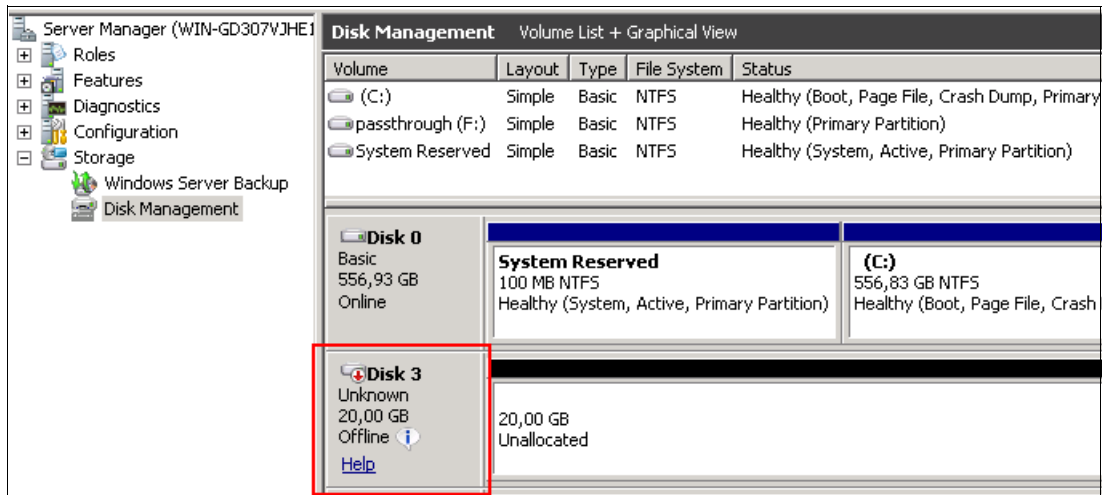 Server Manager (WIN-GD307VJHE1
Roles
Features
Diagnostics
Configuration
Storage
Windows Server Backup
Disk Management
Disk Management Volume List + Graphical View
Volume Layout Type File System Status
(C:) Simple Basic NTFS Healthy (Boot, Page File, Crash Dump, Primary
passthrough (F:) Simple Basic NTFS Healthy (Primary Partition)
System Reserved Simple Basic NTFS Healthy (System, Active, Primary Partition)
Disk 0
Basic
556,93 GB
Online
System Reserved
100 MB NTFS
Healthy (System, Active, Primary Partition)
(C:)
556,83 GB NTFS
Healthy (Boot, Page File, Crash
Disk 3
Unknown
20,00 GB
Offline
Help
20,00 GB
Unallocated